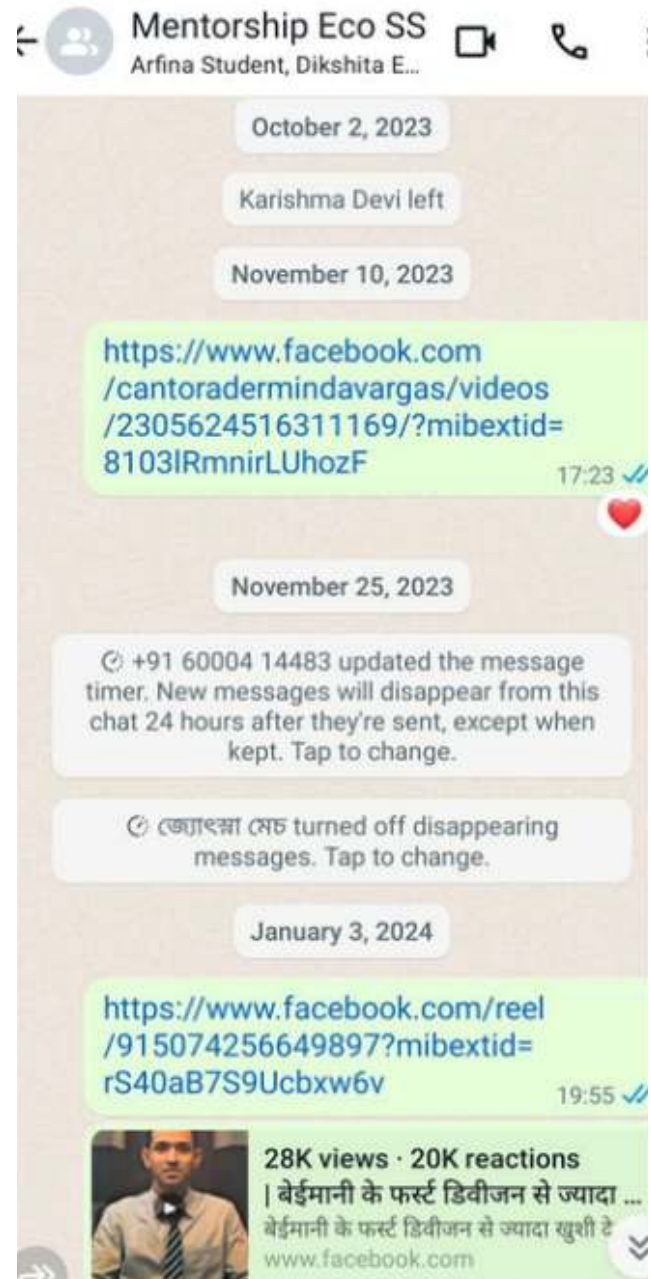 Mentorship Eco SS
Arfina Student, Dikshita E...
October 2, 2023
Karishma Devi left
November 10, 2023
https://www.facebook.com
/cantoradermindavargas/videos
/2305624516311169/?mibextid=
8103lRmnirLUhozF
17:23
November 25, 2023
+91 60004 14483 updated the message
timer. New messages will disappear from this
chat 24 hours after they're sent, except when
kept. Tap to change.
জ্যোৎস্না মেচ turned off disappearing
messages. Tap to change.
January 3, 2024
https://www.facebook.com/reel
/915074256649897?mibextid=
rS40aB7S9Ucbxw6v
19:55
28K views · 20K reactions
| बेईमानी के फर्स्ट डिवीजन से ज्यादा ...
बेईमानी के फर्स्ट डिवीजन से ज्यादा खुशी दे
www.facebook.com